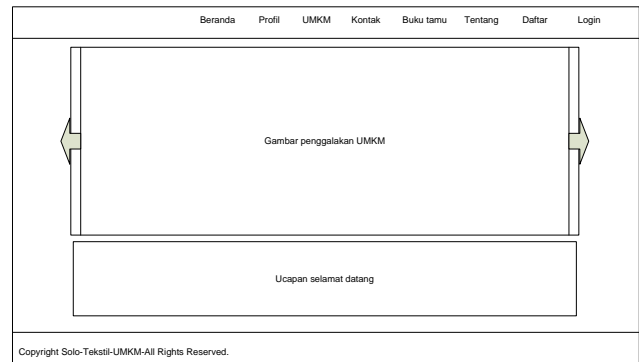 Beranda Profil UMKM Kontak Buku tamu Tentang Daftar Login
Gambar penggalakan UMKM
Ucapan selamat datang
Copyright Solo-Tekstil-UMKM-All Rights Reserved.